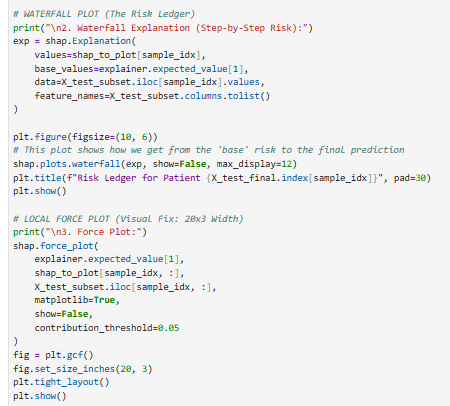 # WATERFALL PLOT (The Risk Ledger)
print("\n2. Waterfall Explanation (Step-by-Step Risk):")
exp = shap.Explanation(
    values=shap_to_plot[sample_idx],
    base_values=explainer.expected_value[1],
    data=X_test_subset.iloc[sample_idx].values,
    feature_names=X_test_subset.columns.tolist()
)

plt.figure(figsize=(10, 6))
# This plot shows how we get from the 'base' risk to the final prediction
shap.plots.waterfall(exp, show=False, max_display=12)
plt.title(f"Risk Ledger for Patient {X_test_final.index[sample_idx]}", pad=30)
plt.show()

# LOCAL FORCE PLOT (Visual Fix: 20x3 Width)
print("\n3. Force Plot:")
shap.force_plot(
    explainer.expected_value[1],
    shap_to_plot[sample_idx, :],
    X_test_subset.iloc[sample_idx, :],
    matplotlib=True,
    show=False,
    contribution_threshold=0.05
)
fig = plt.gcf()
fig.set_size_inches(20, 3)
plt.tight_layout()
plt.show()